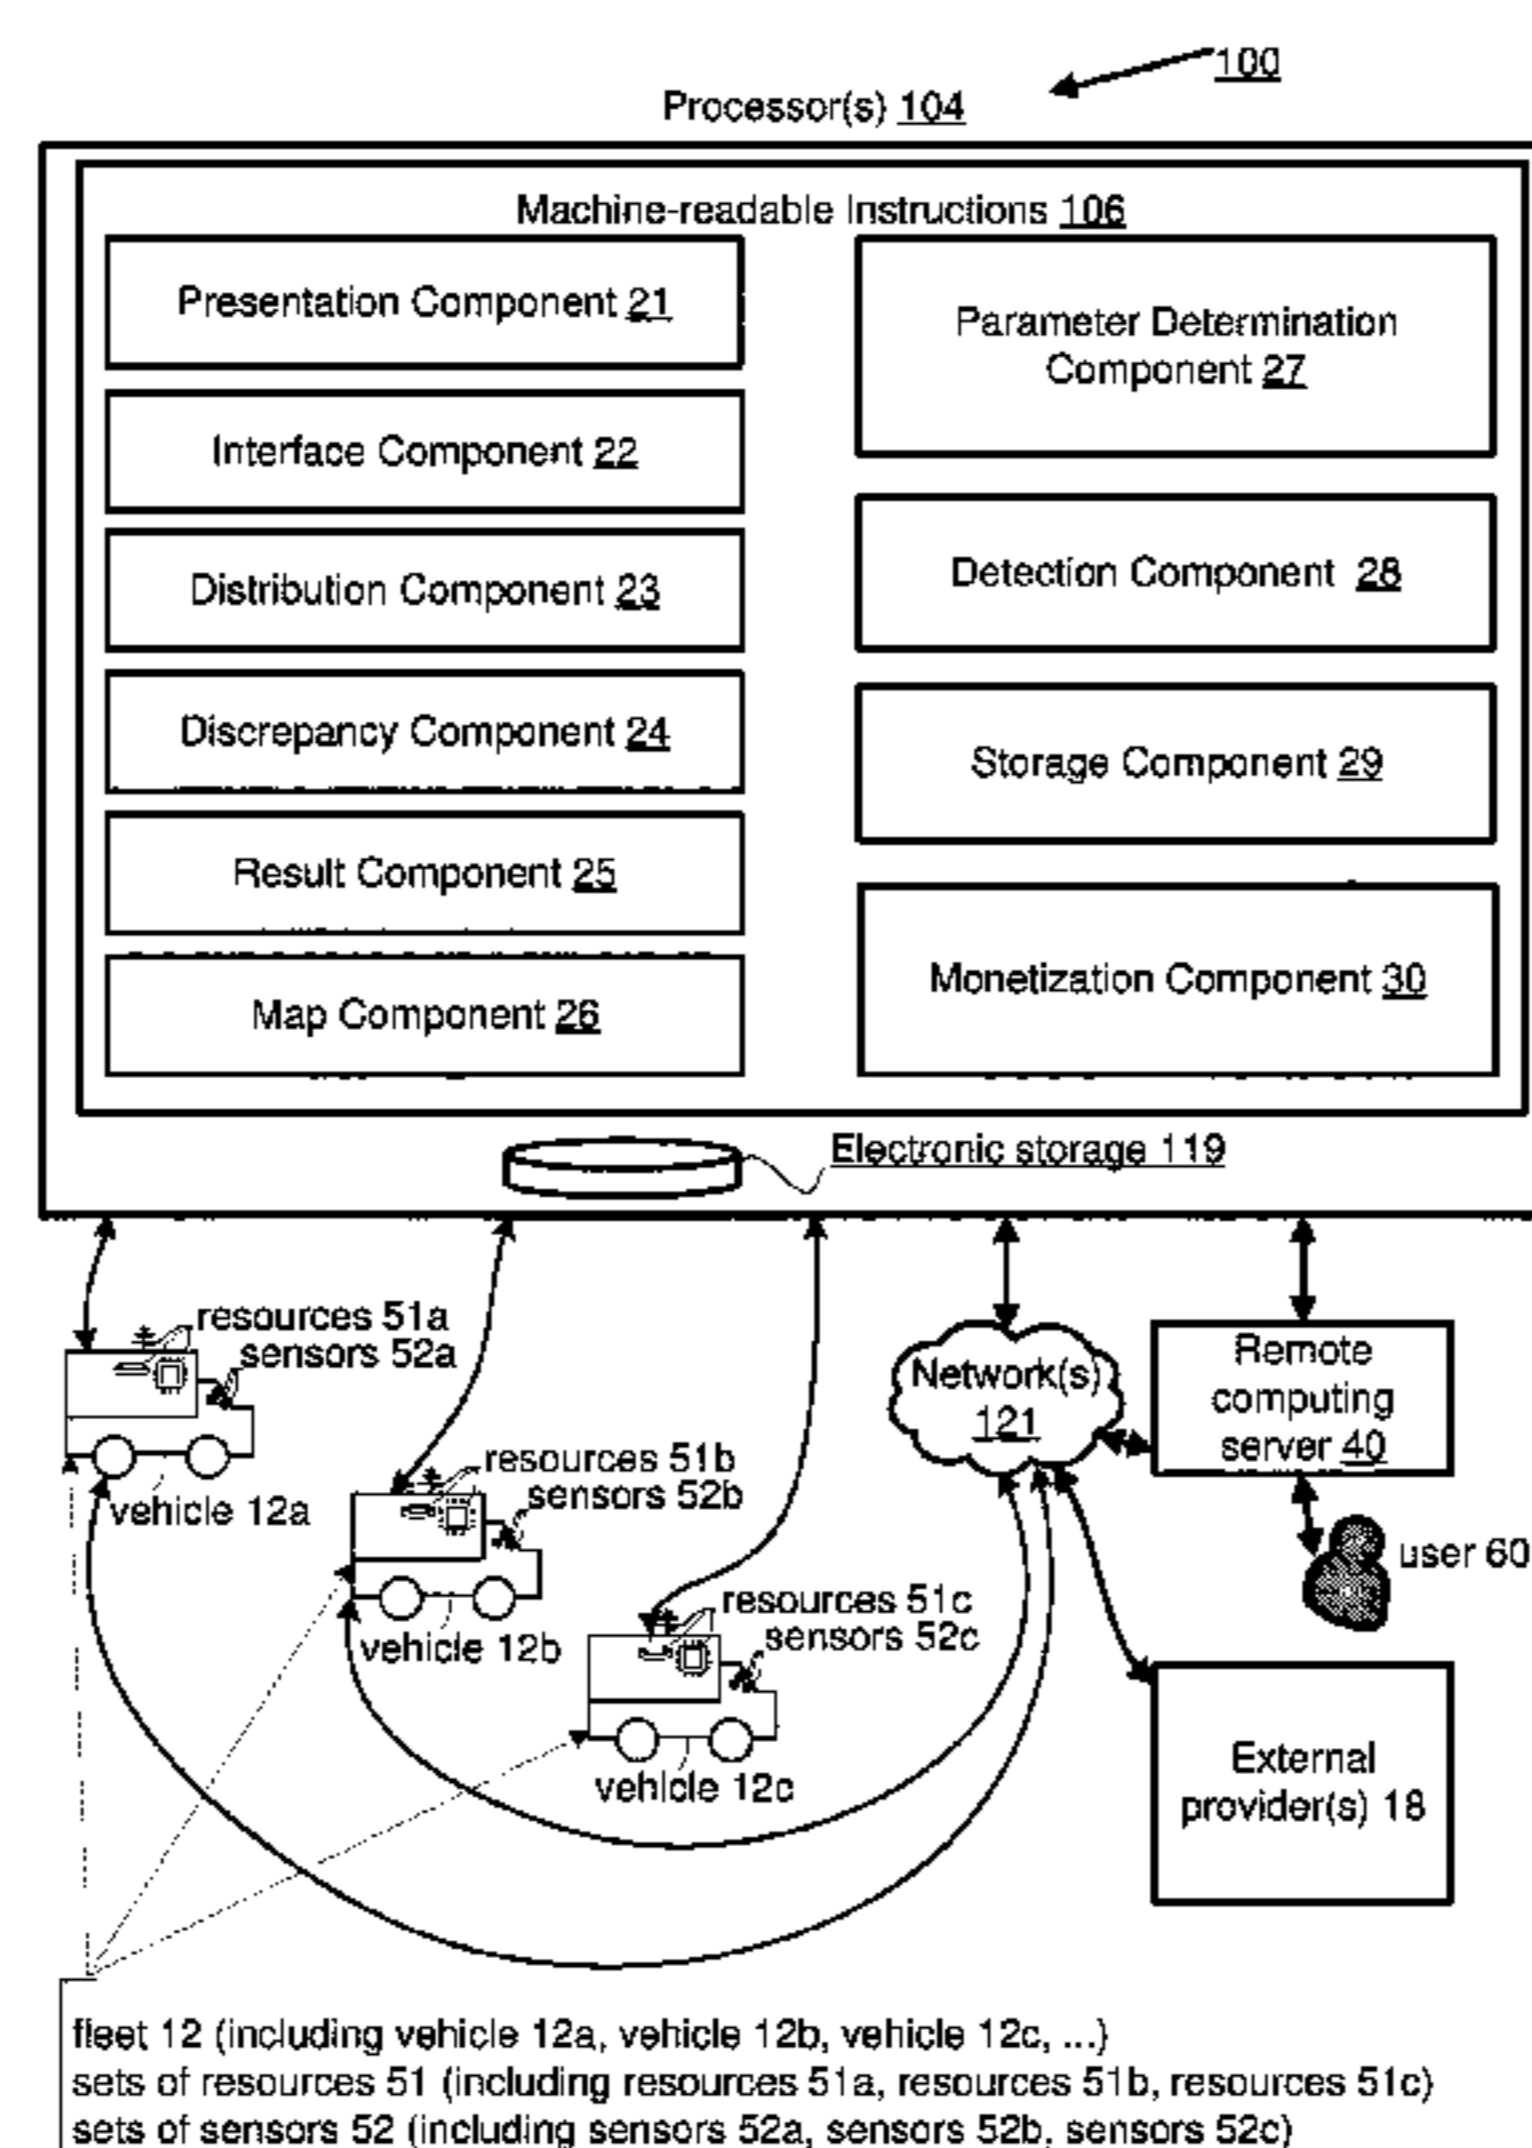 100
Processor(s) 104
Machine-readable Instructions 106
Presentation Component 21
Interface Component 22
Distribution Component 23
Discrepancy Component 24
Result Component 25
Map Component 26
Parameter Determination
Component 27
Detection Component 28
Storage Component 29
Monetization Component 30
Electronic storage 119
resources 51a
sensors 52a
vehicle 12a
resources 51b
sensors 52b
vehicle 12b
resources 51c
sensors 52c
vehicle 12c
Network(s)
121
Remote
computing
server 40
user 60
External
provider(s) 18
fleet 12 (including vehicle 12a, vehicle 12b, vehicle 12c, ...)
sets of resources 51 (including resources 51a, resources 51b, resources 51c)
sets of sensors 52 (including sensors 52a, sensors 52b, sensors 52c)